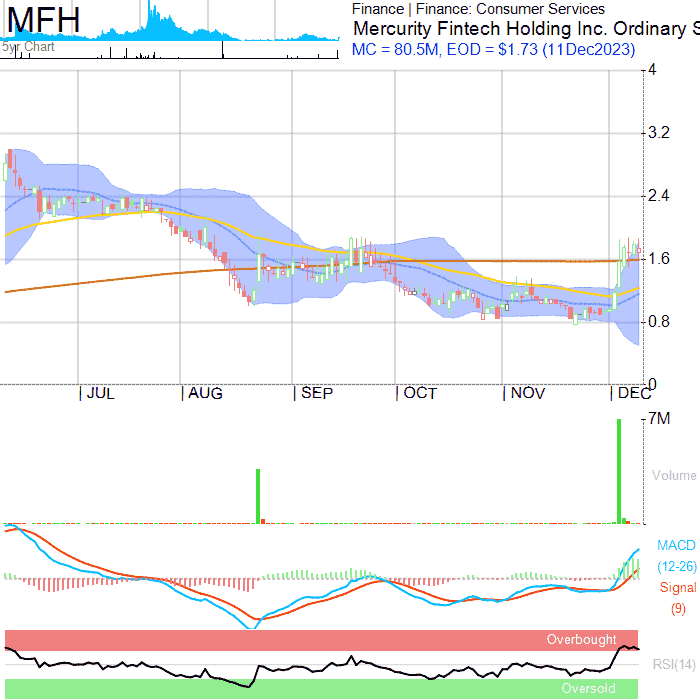 MFH
5yr Chart
Finance | Finance: Consumer Services
Mercurity Fintech Holding Inc. Ordinary S
MC = 80.5M, EOD = $1.73 (11Dec2023)
4
3.2
2.4
1.6
0.8
0
JUL AUG SEP OCT NOV DEC
7M
Volume
MACD
(12-26)
Signal
(9)
Overbought
RSI(14)
Oversold